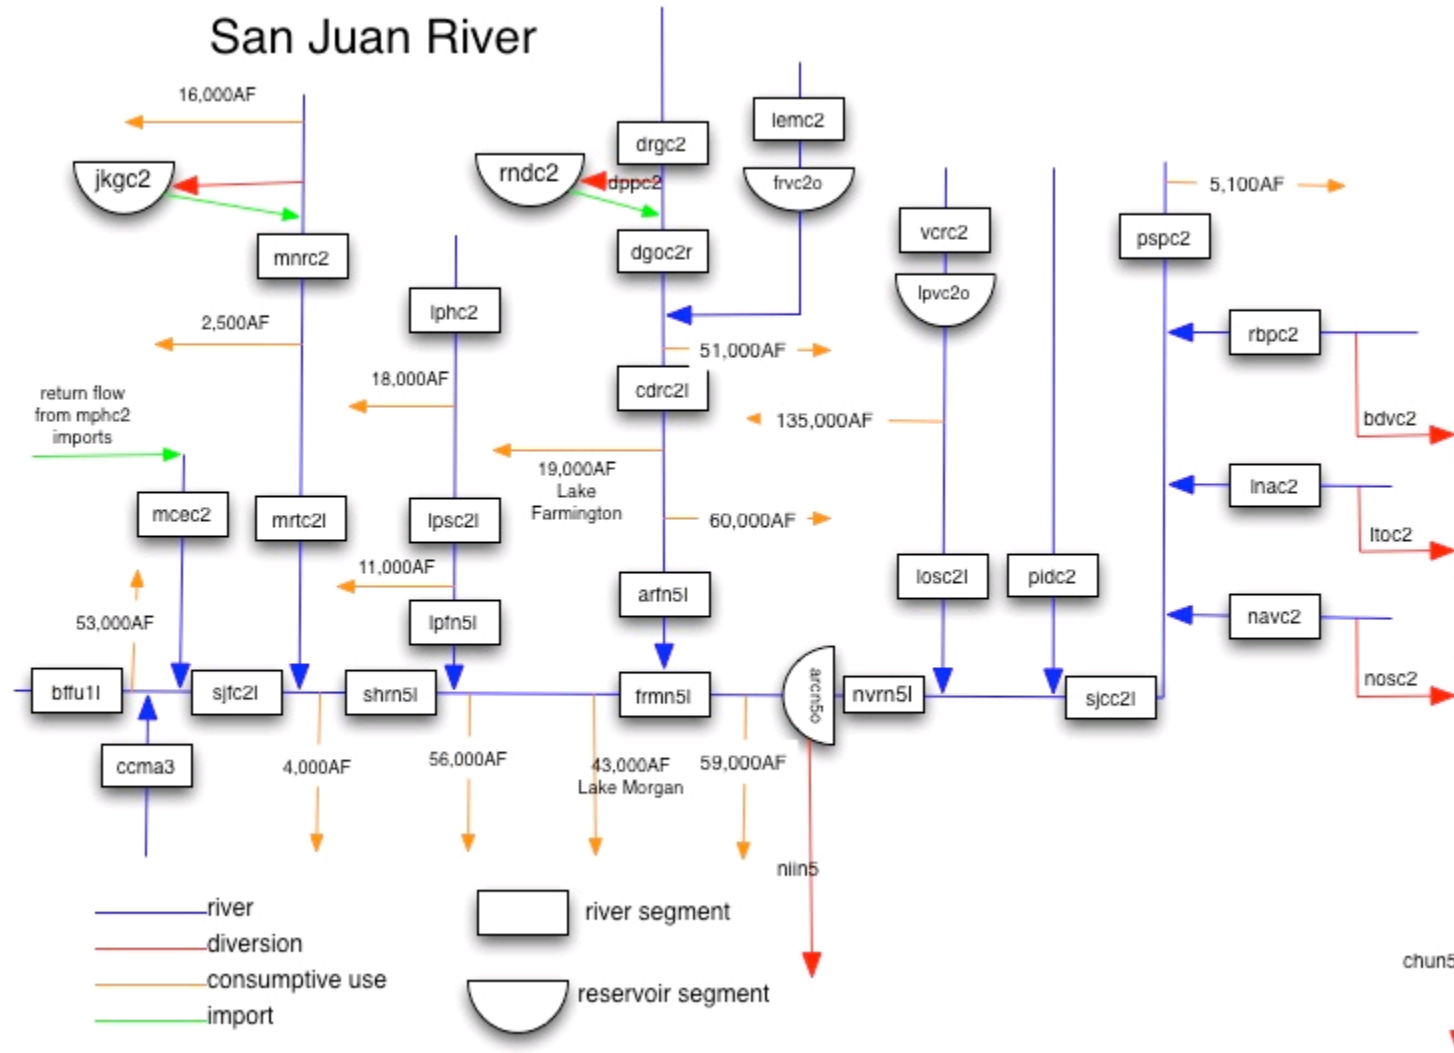 San Juan River
16,000AF
jkgc2
mnrc2
2,500AF
return flow
from mphc2
imports
mcec2
mrtc2l
53,000AF
bffu1l
sjfc2l
ccma3
4,000AF
lphc2
18,000AF
lpsc2l
11,000AF
lpfn5l
shrn5l
56,000AF
rndc2
dppc2
drgc2
dgoc2r
lemc2
frvc2o
51,000AF
cdrc2l
19,000AF
Lake
Farmington
60,000AF
arfn5l
frmn5l
43,000AF
Lake Morgan
59,000AF
arcn5o
niin5
vcrc2
lpvc2o
135,000AF
losc2l
nvrn5l
pidc2
sjcc2l
pspc2
5,100AF
rbpc2
bdvc2
lnac2
ltoc2
navc2
nosc2
river
diversion
consumptive use
import
river segment
reservoir segment
chun5